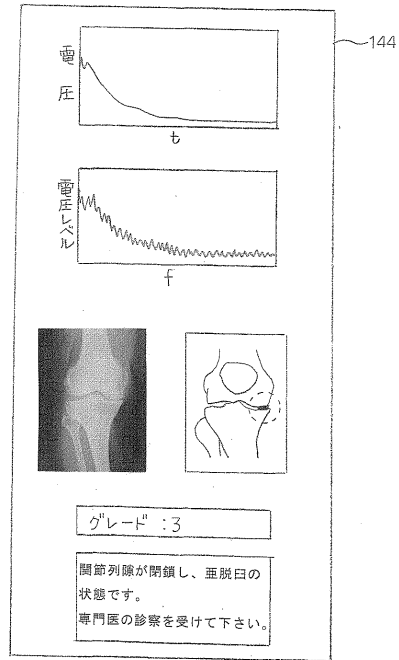 144
電圧
t
電圧レベル
f
グレード：3
関節列隙が閉鎖し、亜脱臼の
状態です。
専門医の診察を受けて下さい。